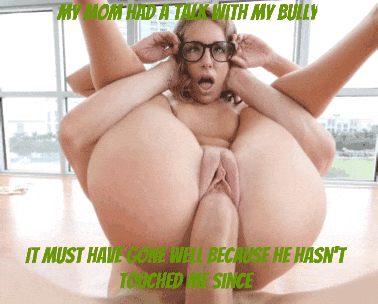 MY MOM HAD A TALK WITH MY BULLY
IT MUST HAVE GONE WELL BECAUSE HE HASN'T
TOUCHED ME SINCE